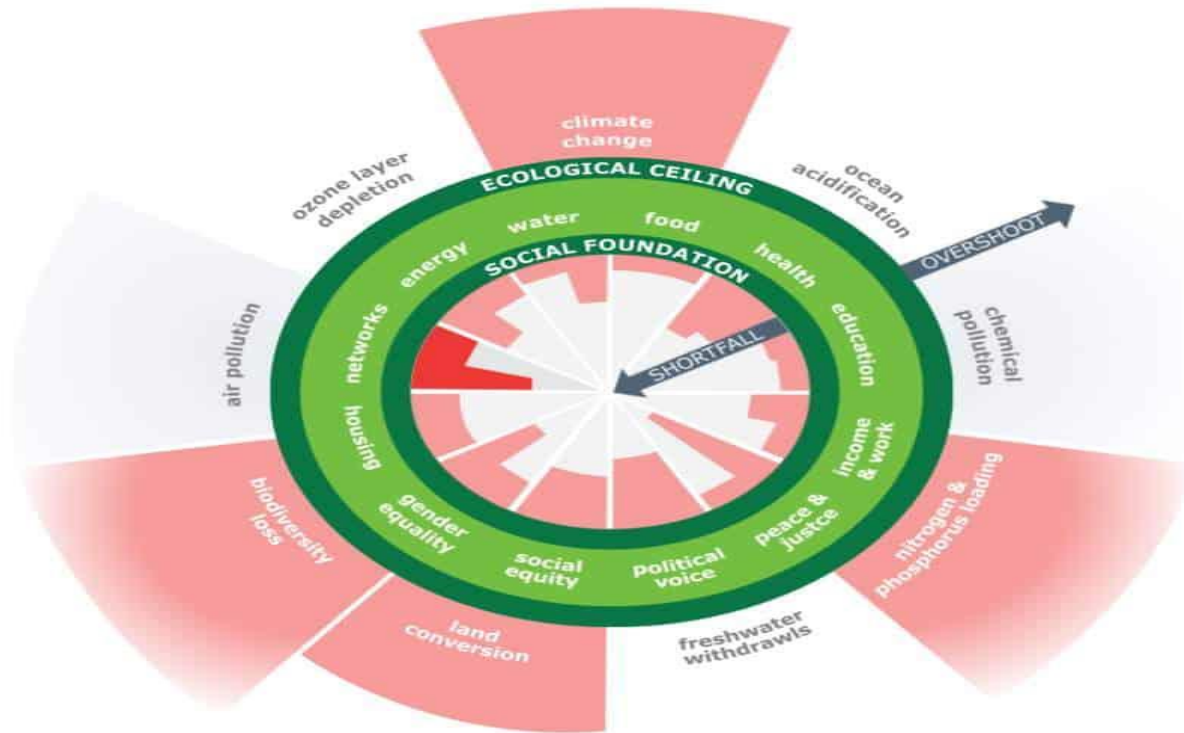 climate
change
ozone layer
depletion
ocean
acidification
ECOLOGICAL CEILING
OVERSHOOT
water
food
energy
health
SOCIAL FOUNDATION
networks
education
SHORTFALL
air pollution
chemical
pollution
housing
income
& work
biodiversity
loss
gender
equality
peace &
justce
nitrogen &
phosphorus loading
social
equity
political
voice
land
conversion
freshwater
withdrawls